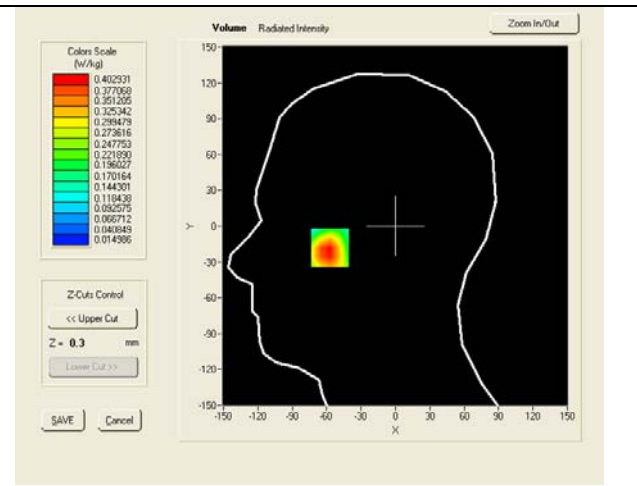 Volume Radiated Intensity
Zoom In/Out
Colors Scale
(W/kg)
0.402931
0.377068
0.351205
0.325342
0.299479
0.273616
0.247753
0.221890
0.196027
0.170164
0.144301
0.118438
0.092575
0.066712
0.040849
0.014986
Z-Cuts Control
<< Upper Cut
Z = 0.3 mm
Lower Cut >>
SAVE Cancel
150
120
90
60
30
0
-30
-60
-90
-120
-150
Y
-150 -120 -90 -60 -30 0 30 60 90 120 150
X